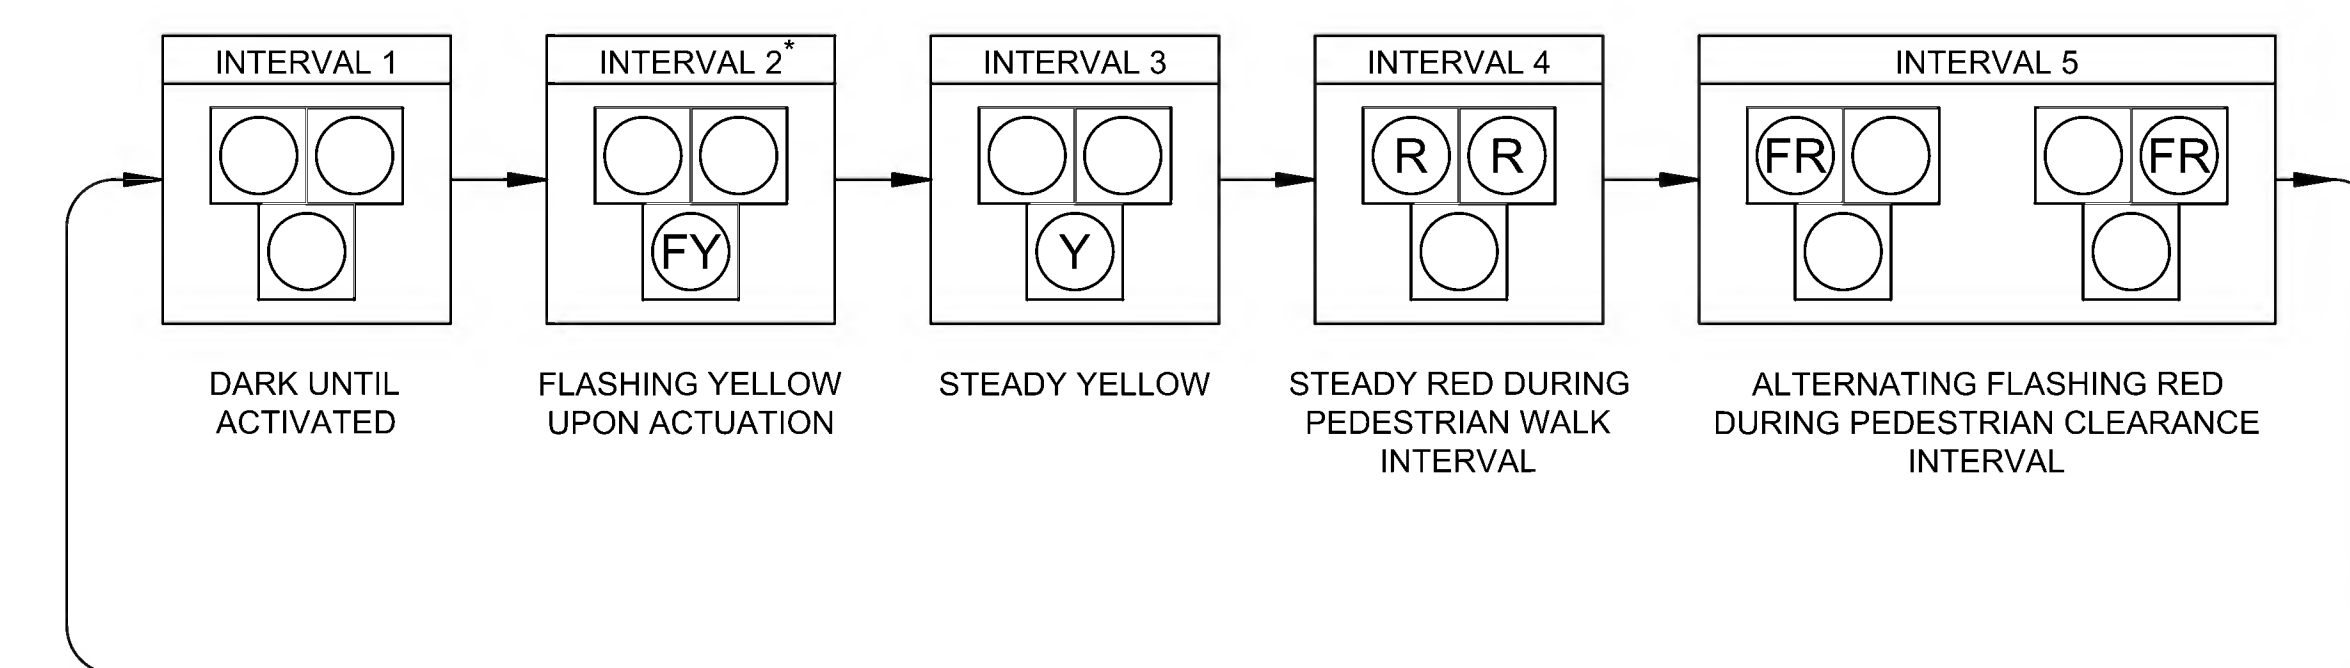 INTERVAL 1
INTERVAL 2*
INTERVAL 3
INTERVAL 4
INTERVAL 5
FY
Y
R R
FR
FR
DARK UNTIL
ACTIVATED
FLASHING YELLOW
UPON ACTUATION
STEADY YELLOW
STEADY RED DURING
PEDESTRIAN WALK
INTERVAL
ALTERNATING FLASHING RED
DURING PEDESTRIAN CLEARANCE
INTERVAL